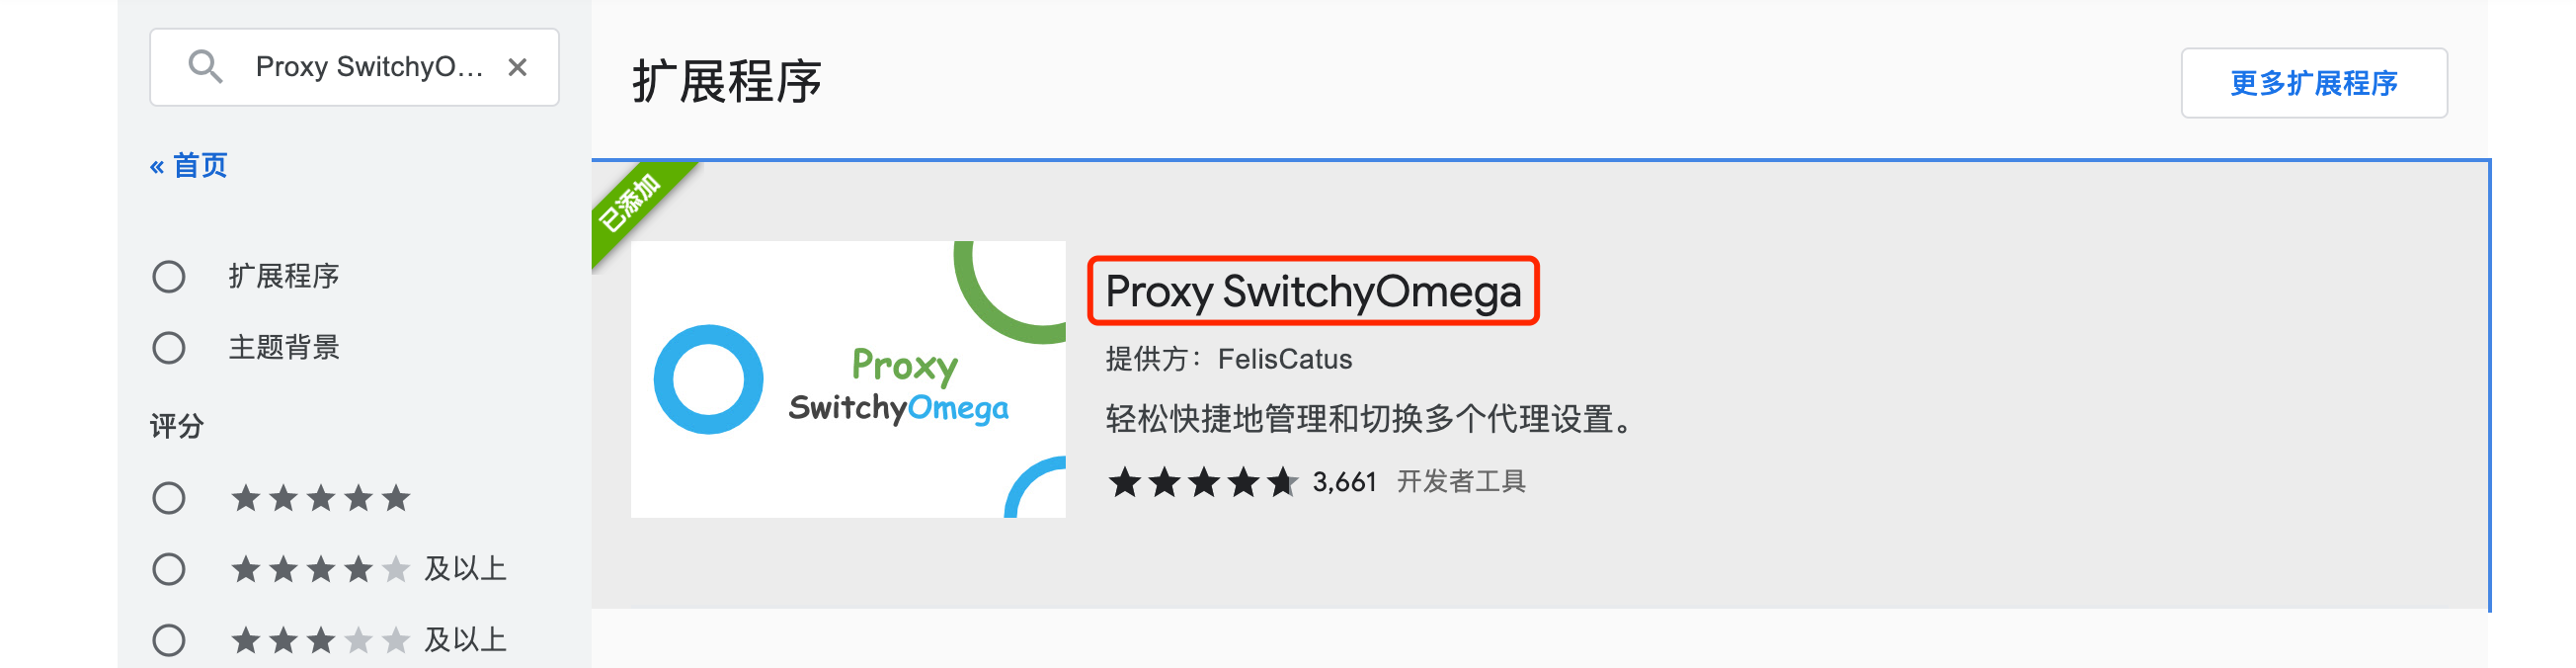 Proxy SwitchyO...
« 首页
扩展程序
主题背景
评分
及以上
及以上
扩展程序
更多扩展程序
已添加
Proxy
SwitchyOmega
Proxy SwitchyOmega
提供方：FelisCatus
轻松快捷地管理和切换多个代理设置。
3,661 开发者工具